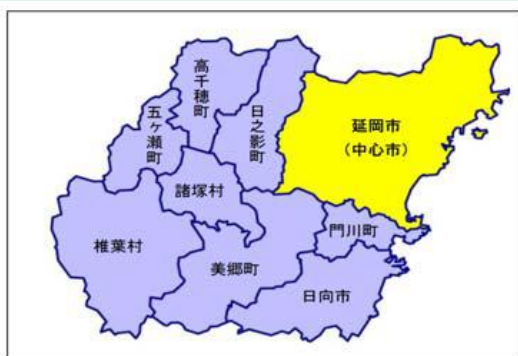 高千穂町
五ヶ瀬町
日之影町
延岡市
(中心市)
諸塚村
門川町
椎葉村
美郷町
日向市